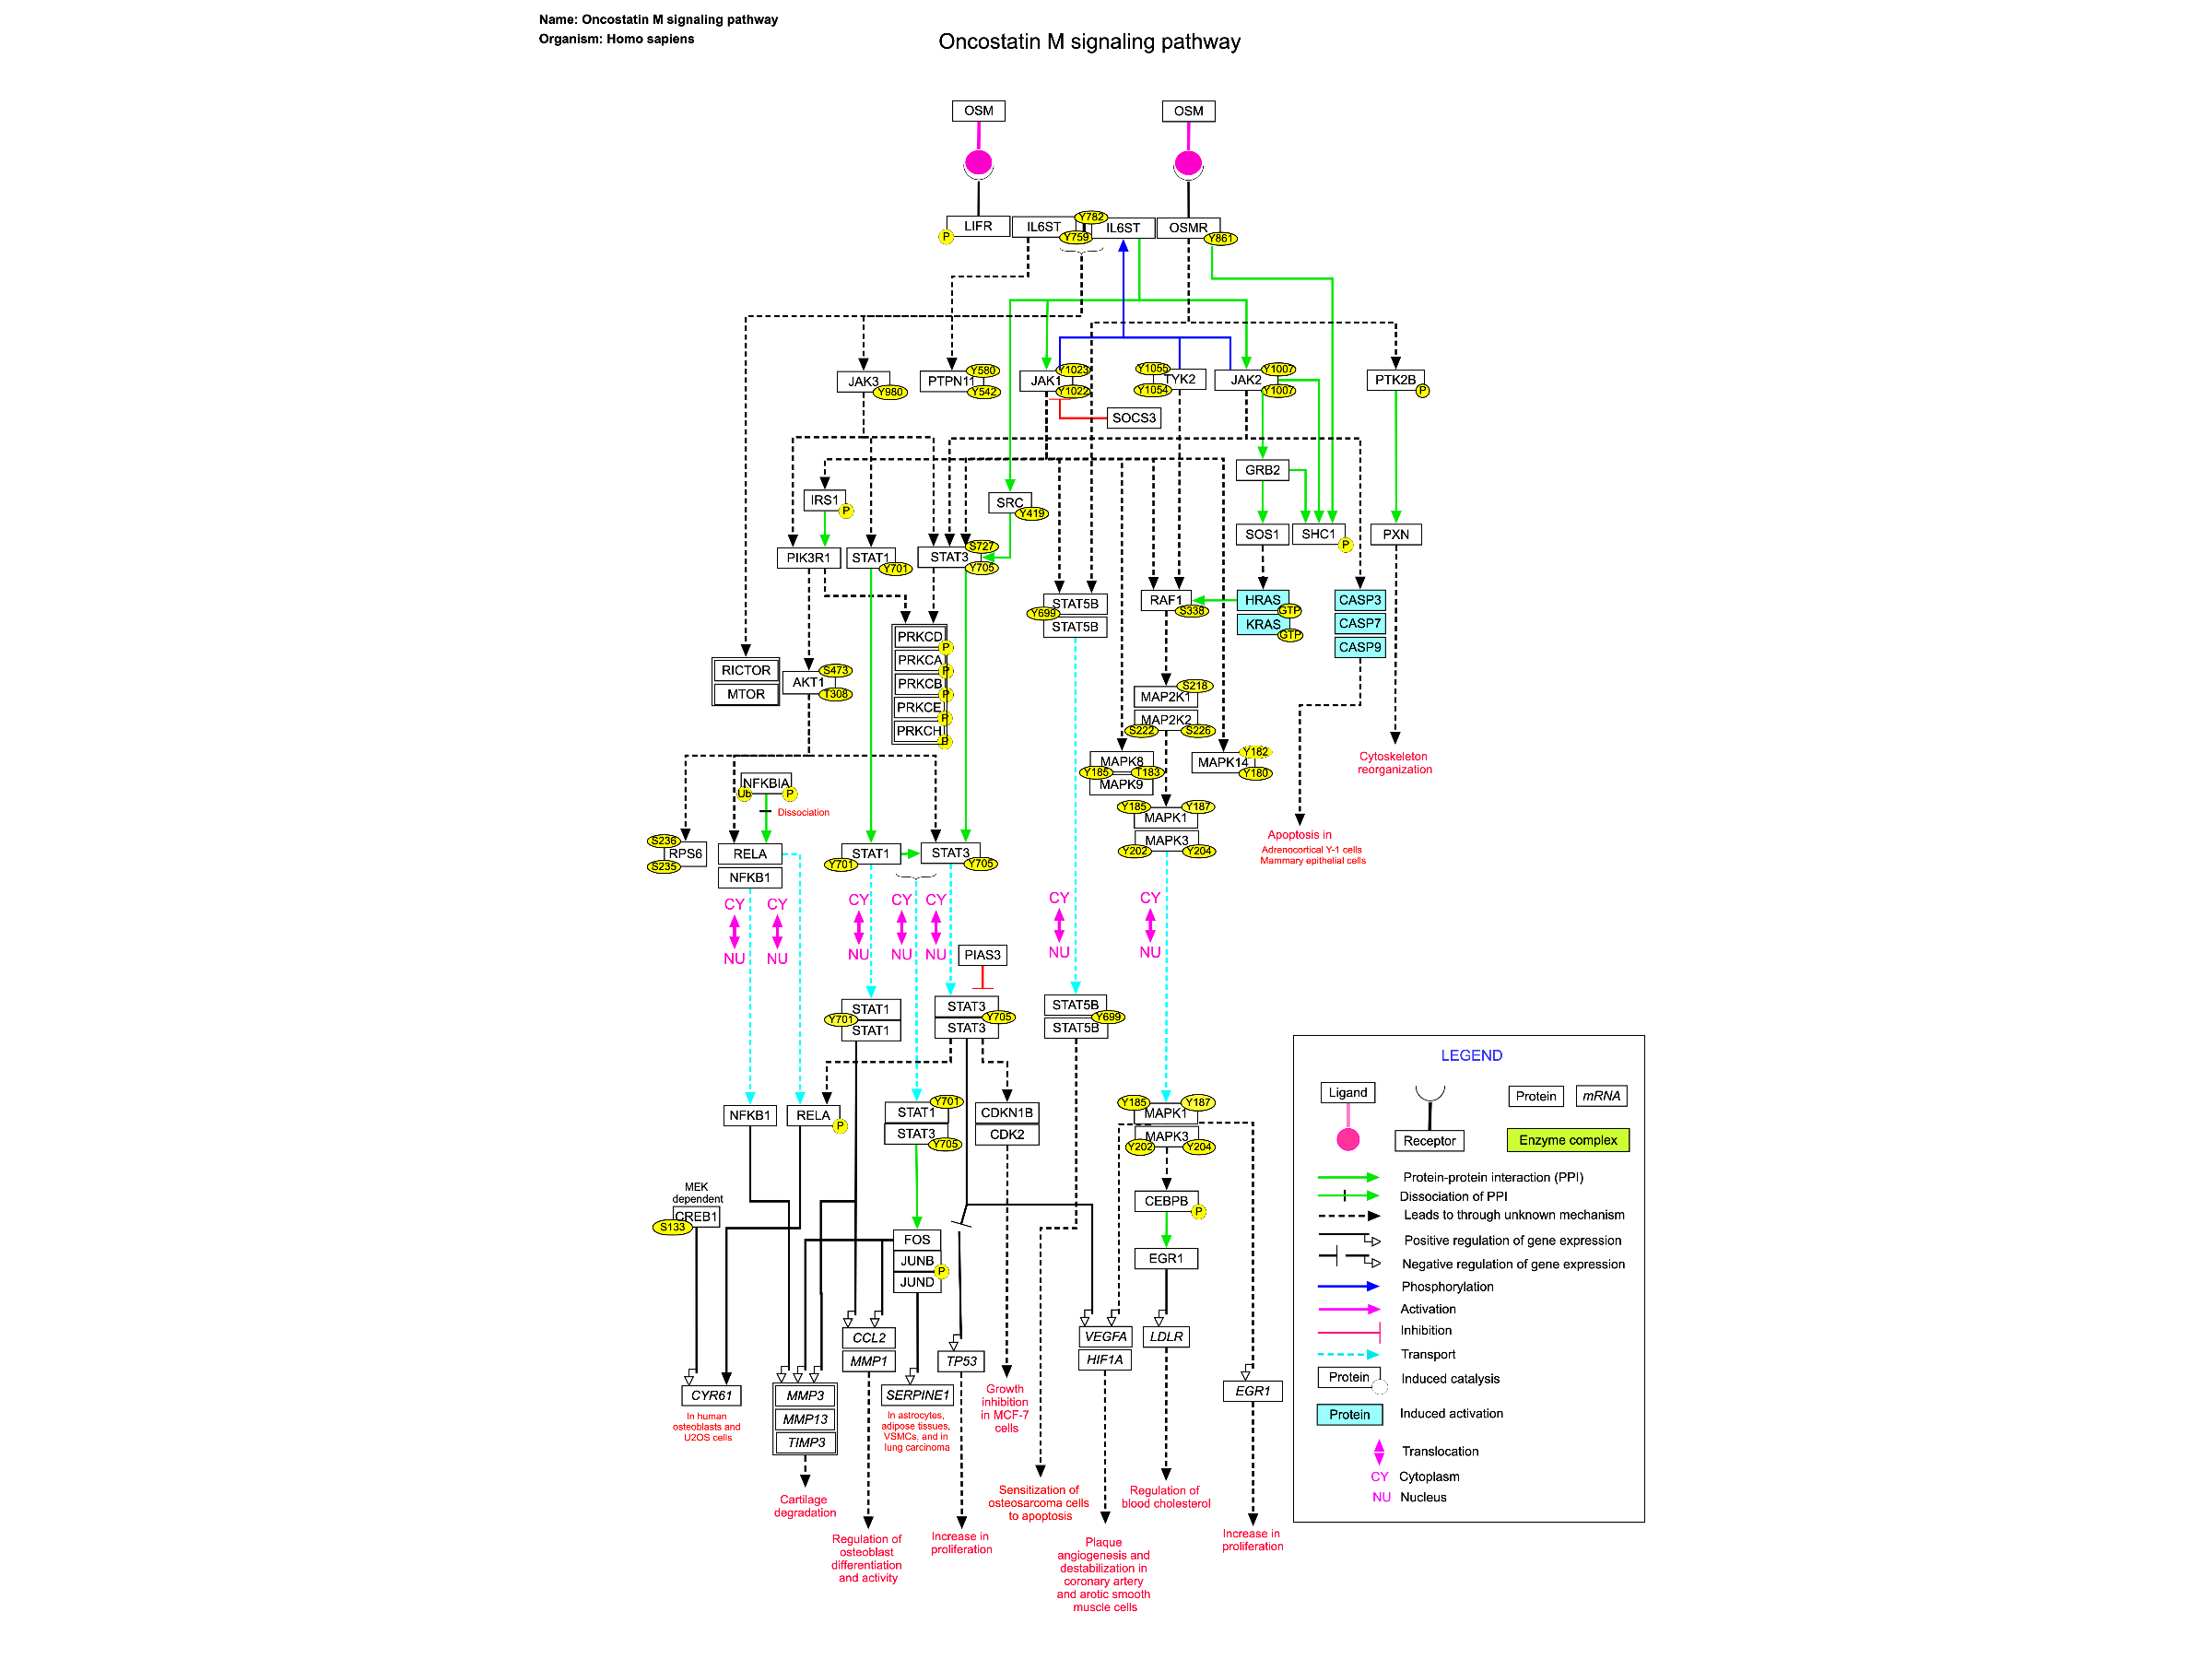 Name: Oncostatin M signaling pathway
Organism: Homo sapiens
Oncostatin M signaling pathway
OSM
OSM
LIFR
P
IL6ST
Y782
Y759
IL6ST
OSMR
Y861
JAK3
Y980
PTPN11
Y580
Y542
JAK1
Y1023
Y1022
Y1055
TYK2
Y1054
JAK2
Y1007
Y1007
PTK2B
P
SOCS3
GRB2
IRS1
P
SRC
Y419
SOS1
SHC1
P
PXN
PIK3R1
STAT1
Y701
STAT3
S727
Y705
STAT5B
Y699
STAT5B
RAF1
S338
HRAS
GTP
KRAS
GTP
CASP3
CASP7
CASP9
PRKCD
P
PRKCA
P
PRKCB
P
PRKCE
P
PRKCH
P
RICTOR
MTOR
AKT1
S473
T308
S218
MAP2K1
MAP2K2
S222
S226
MAPK8
Y185
T183
MAPK9
MAPK14
Y182
Y180
Cytoskeleton
reorganization
NFKBIA
Ub
P
Dissociation
Y185
Y187
MAPK1
MAPK3
Y202
Y204
Apoptosis in
Adrenocortical Y-1 cells
Mammary epithelial cells
S236
RPS6
S235
RELA
NFKB1
STAT1
Y701
STAT3
Y705
CY
CY
CY
CY
CY
CY
CY
NU
NU
NU
NU
NU
NU
NU
PIAS3
STAT1
Y701
STAT1
STAT3
Y705
STAT3
STAT5B
Y699
STAT5B
NFKB1
RELA
P
STAT1
Y701
STAT3
Y705
CDKN1B
CDK2
Y185
Y187
MAPK1
MAPK3
Y202
Y204
MEK
dependent
CREB1
S133
CEBPB
P
FOS
JUNB
P
JUND
EGR1
CCL2
MMP1
TP53
VEGFA
HIF1A
LDLR
CYR61
In human
osteoblasts and
U2OS cells
MMP3
MMP13
TIMP3
SERPINE1
In astrocytes,
adipose tissues,
VSMCs, and in
lung carcinoma
Growth
inhibition
in MCF-7
cells
EGR1
Cartilage
degradation
Regulation of
osteoblast
differentiation
and activity
Increase in
proliferation
Sensitization of
osteosarcoma cells
to apoptosis
Plaque
angiogenesis and
destabilization in
coronary artery
and arotic smooth
muscle cells
Regulation of
blood cholesterol
Increase in
proliferation
LEGEND
Ligand
Receptor
Protein
mRNA
Enzyme complex
Protein-protein interaction (PPI)
Dissociation of PPI
Leads to through unknown mechanism
Positive regulation of gene expression
Negative regulation of gene expression
Phosphorylation
Activation
Inhibition
Transport
Protein
Induced catalysis
Protein
Induced activation
Translocation
CY Cytoplasm
NU Nucleus